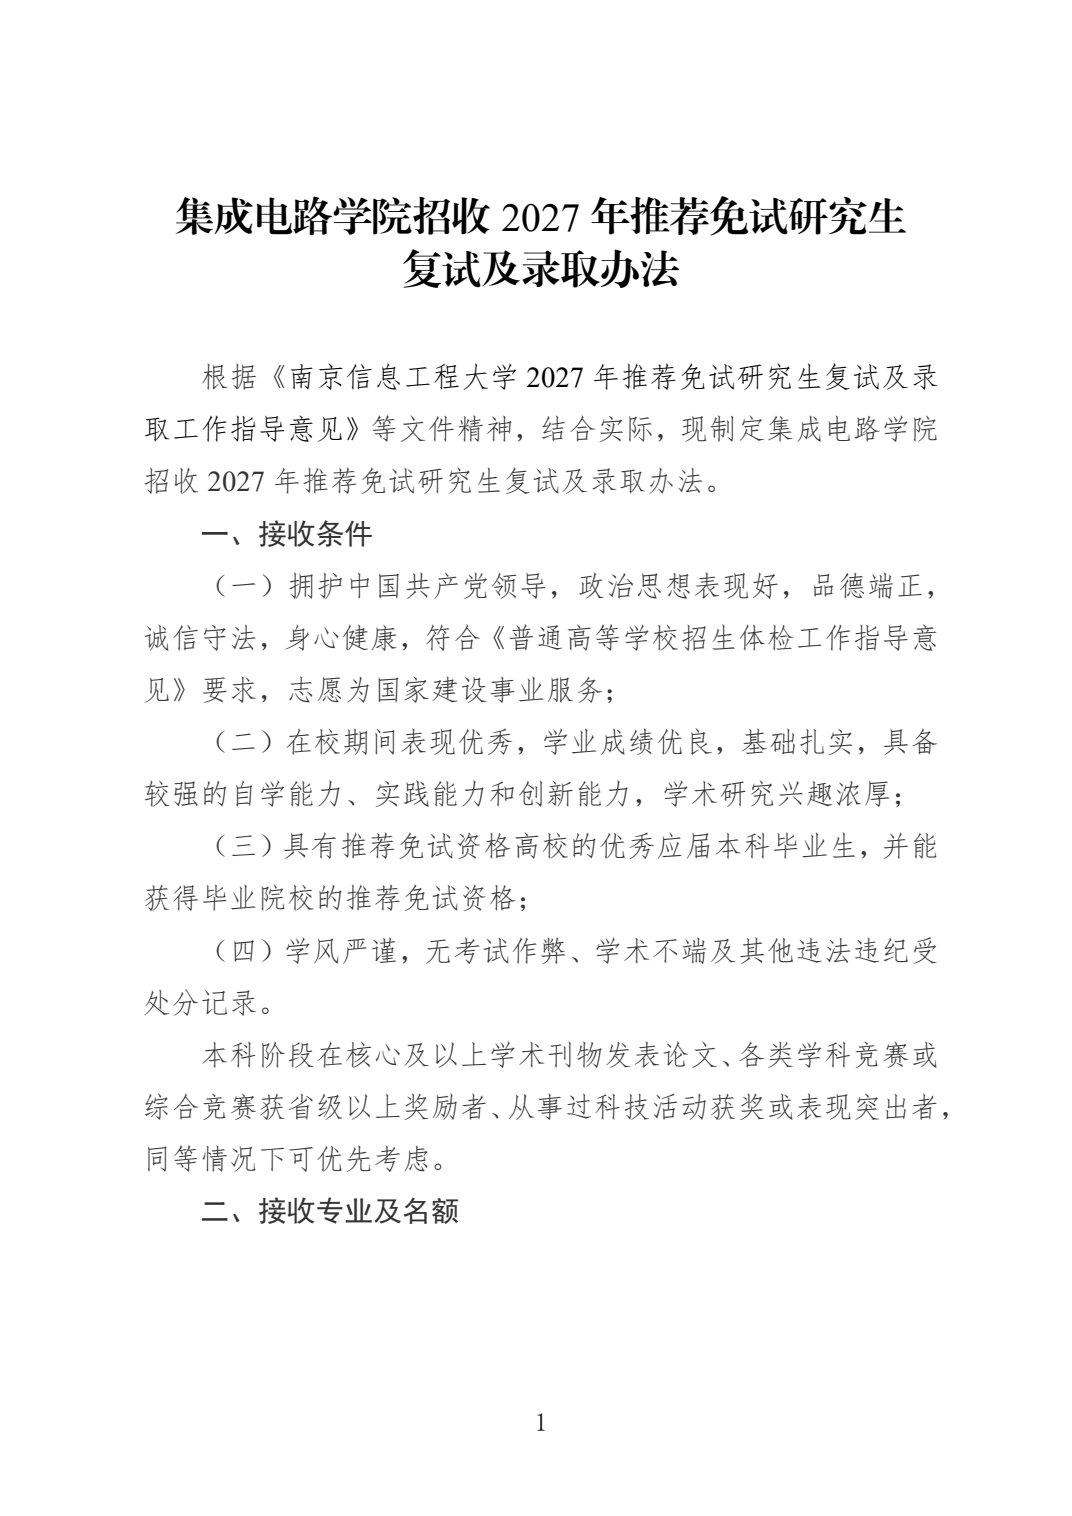 集成电路学院招收 2027 年推荐免试研究生
复试及录取办法
根据《南京信息工程大学 2027 年推荐免试研究生复试及录
取工作指导意见》等文件精神，结合实际，现制定集成电路学院
招收 2027 年推荐免试研究生复试及录取办法。
一、接收条件
（一）拥护中国共产党领导，政治思想表现好，品德端正，
诚信守法，身心健康，符合《普通高等学校招生体检工作指导意
见》要求，志愿为国家建设事业服务；
（二）在校期间表现优秀，学业成绩优良，基础扎实，具备
较强的自学能力、实践能力和创新能力，学术研究兴趣浓厚；
（三）具有推荐免试资格高校的优秀应届本科毕业生，并能
获得毕业院校的推荐免试资格；
（四）学风严谨，无考试作弊、学术不端及其他违法违纪受
处分记录。
本科阶段在核心及以上学术刊物发表论文、各类学科竞赛或
综合竞赛获省级以上奖励者、从事过科技活动获奖或表现突出者，
同等情况下可优先考虑。
二、接收专业及名额
1